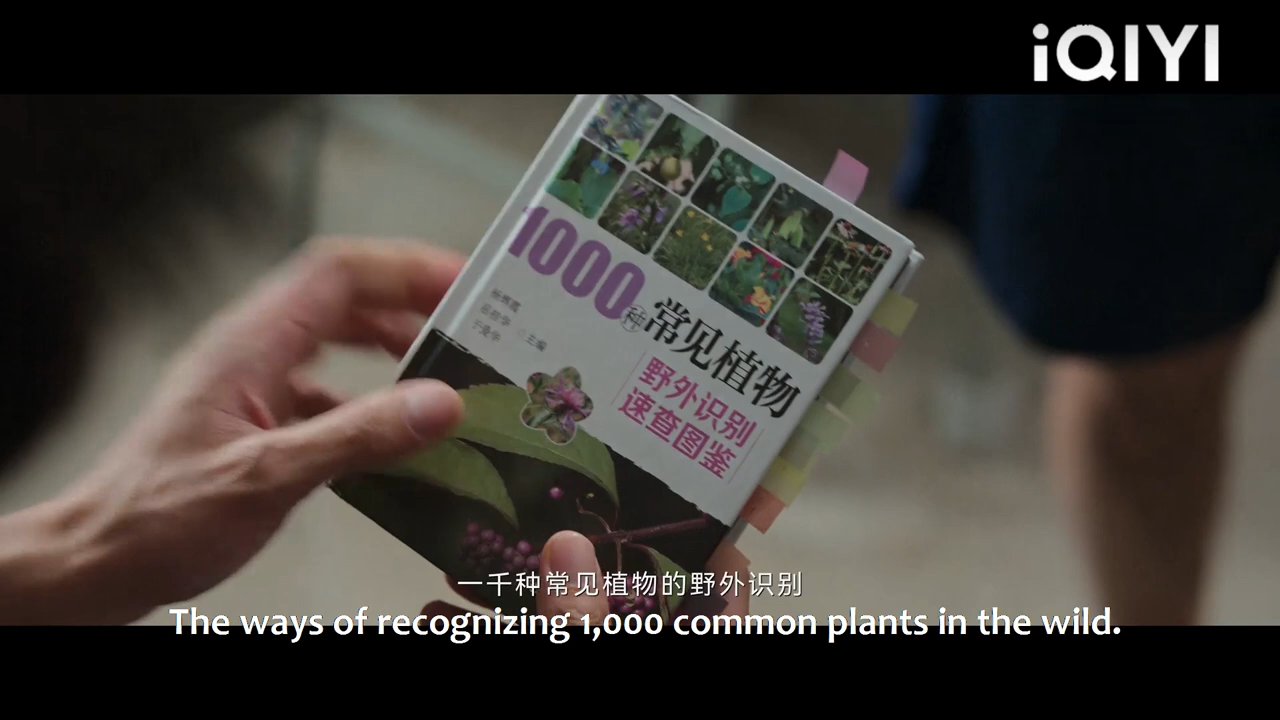 iQIYI
1000种
常见植物
野外识别
速查图鉴
主编
一千种常见植物的野外识别
The ways of recognizing 1,000 common plants in the wild.